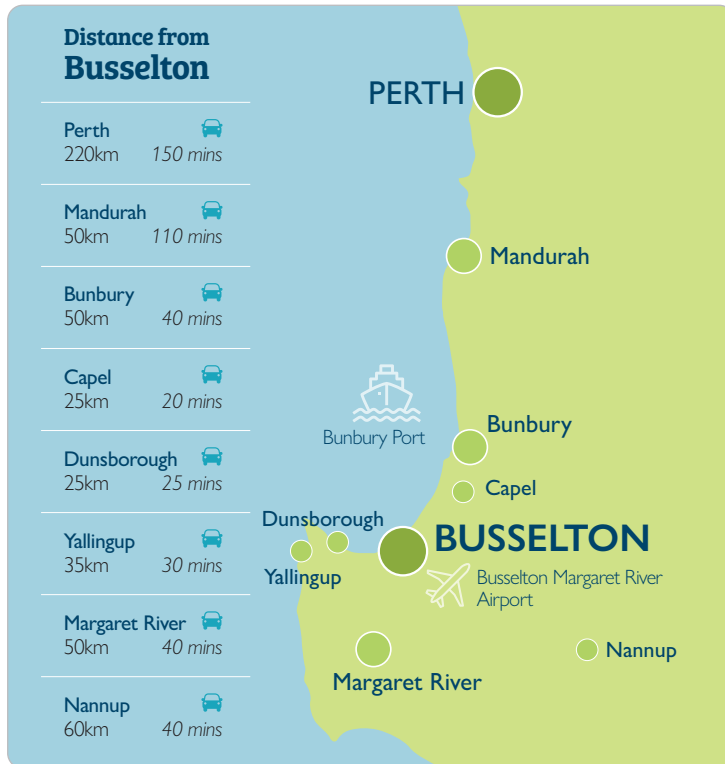 Distance from
Busselton
Perth
220km 150 mins
Mandurah
50km 110 mins
Bunbury
50km 40 mins
Capel
25km 20 mins
Dunsborough
25km 25 mins
Yallingup
35km 30 mins
Margaret River
50km 40 mins
Nannup
60km 40 mins
PERTH
Mandurah
Bunbury Port
Bunbury
Capel
Dunsborough
BUSSELTON
Yallingup
Busselton Margaret River
Airport
Nannup
Margaret River